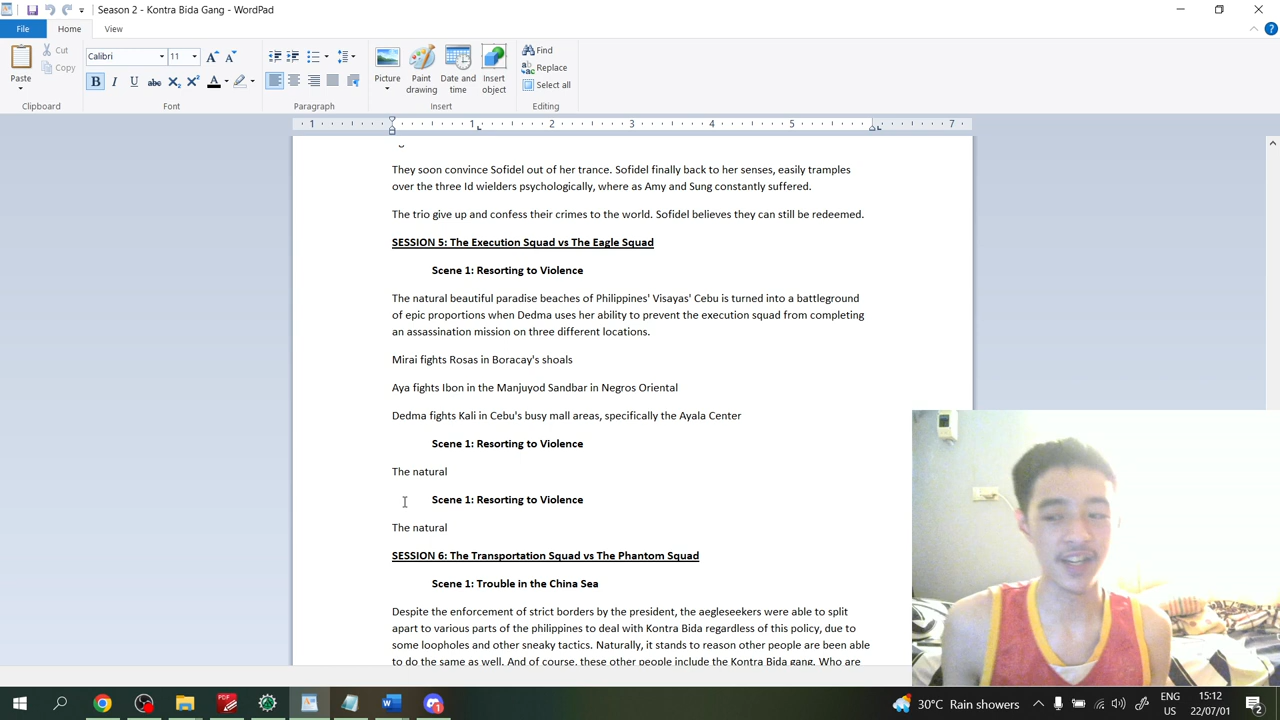 Season 2 - Kontra Bida Gang - WordPad
File
Home
View
Paste
Cut
Copy
Clipboard
Calibri
11
B I U abc X₂ X² A
Font
Paragraph
Picture
Paint
drawing
Date and
time
Insert
object
Insert
Find
Replace
Select all
Editing
1 1 2 3 4 5 7
They soon convince Sofidel out of her trance. Sofidel finally back to her senses, easily tramples
over the three Id wielders psychologically, where as Amy and Sung constantly suffered.
The trio give up and confess their crimes to the world. Sofidel believes they can still be redeemed.
SESSION 5: The Execution Squad vs The Eagle Squad
Scene 1: Resorting to Violence
The natural beautiful paradise beaches of Philippines' Visayas' Cebu is turned into a battleground
of epic proportions when Dedma uses her ability to prevent the execution squad from completing
an assassination mission on three different locations.
Mirai fights Rosas in Boracay's shoals
Aya fights Ibon in the Manjuyod Sandbar in Negros Oriental
Dedma fights Kali in Cebu's busy mall areas, specifically the Ayala Center
Scene 1: Resorting to Violence
The natural
Scene 1: Resorting to Violence
The natural
SESSION 6: The Transportation Squad vs The Phantom Squad
Scene 1: Trouble in the China Sea
Despite the enforcement of strict borders by the president, the aegleseekers were able to split
apart to various parts of the philippines to deal with Kontra Bida regardless of this policy, due to
some loopholes and other sneaky tactics. Naturally, it stands to reason other people are been able
to do the same as well. And of course, these other people include the Kontra Bida gang. Who are
PDF
W
30°C Rain showers
ENG
US
15:12
22/07/01
2